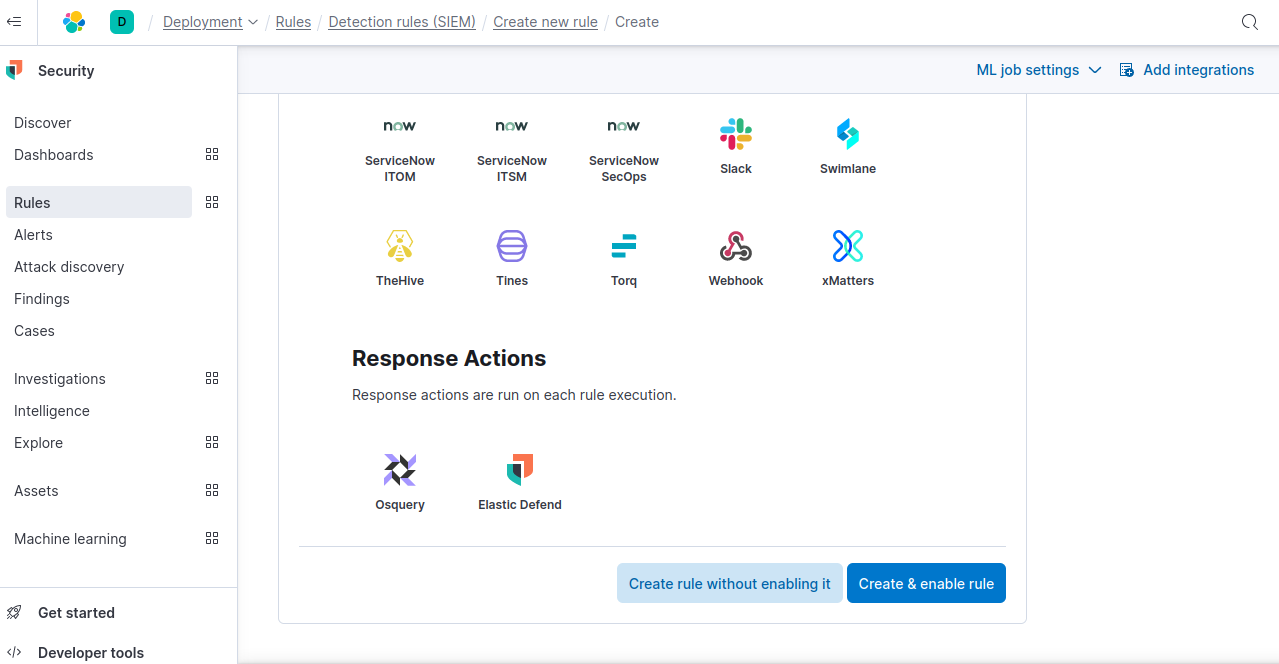 D / Deployment / Rules / Detection rules (SIEM) / Create new rule / Create
Security
ML job settings
Add integrations
Discover
Dashboards
Rules
Alerts
Attack discovery
Findings
Cases
Investigations
Intelligence
Explore
Assets
Machine learning
Get started
Developer tools
now
now
now
ServiceNow
ITOM
ServiceNow
ITSM
ServiceNow
SecOps
Slack
Swimlane
TheHive
Tines
Torq
Webhook
xMatters
Response Actions
Response actions are run on each rule execution.
Osquery
Elastic Defend
Create rule without enabling it
Create & enable rule